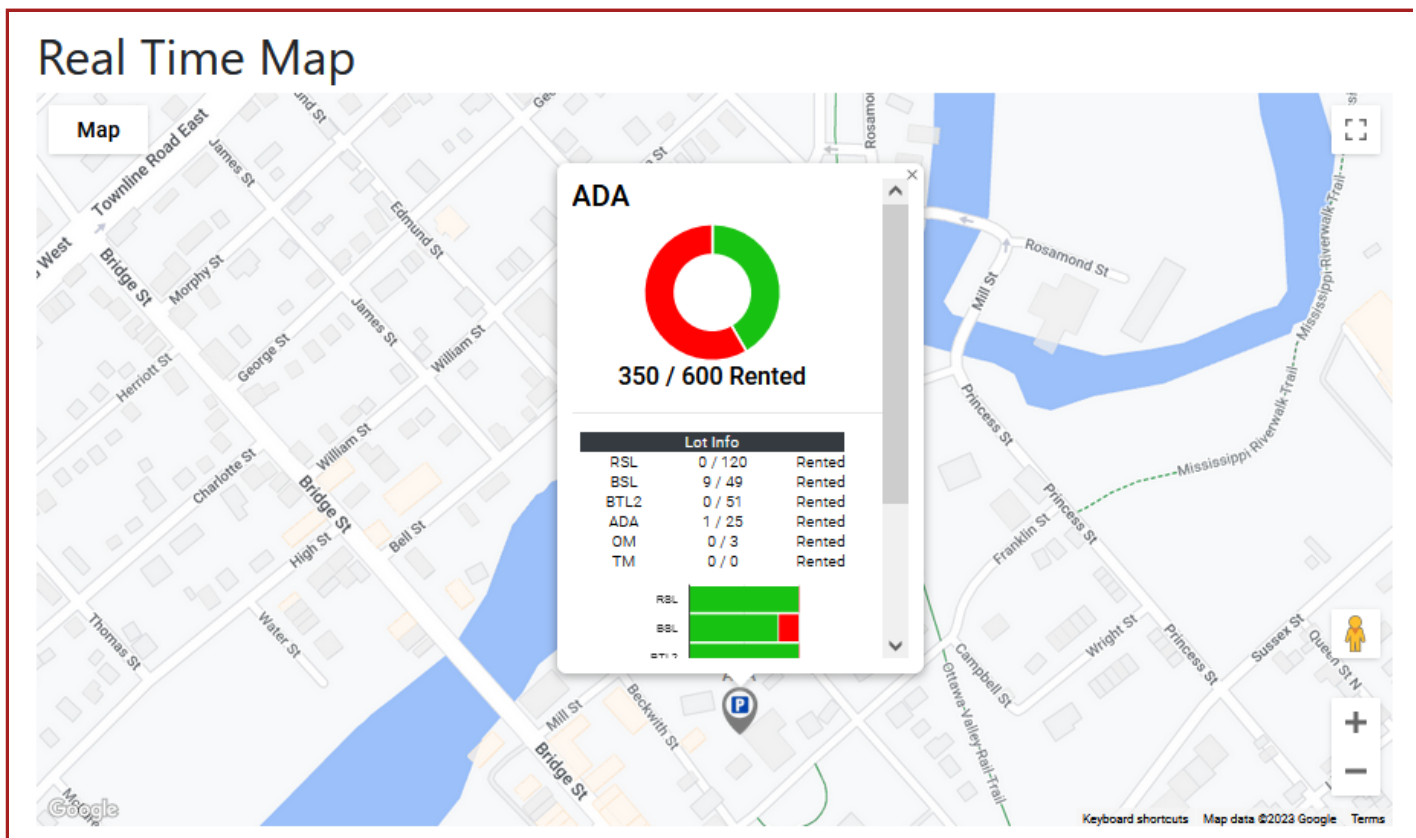 Real Time Map
Map
Townline Road East
West
James St
Edmund St
Bridge St
Morphy St
James St
Herriott St
George St
William St
William St
Charlotte St
Bridge St
High St
Bell St
Thomas St
Water St
Rosamond St
Mill St
Mississippi-Riverwalk-Trail
Princess St
Mississippi Riverwalk-Trail
Princess St
Franklin St
Wright St
Princess St
Sussex St
Queen St N
Campbell St
Ottawa-Valley-Rail-Trail
Mill St
Beckwith St
Bridge St
ADA
350 / 600 Rented
Lot Info
RSL 0 / 120 Rented
BSL 9 / 49 Rented
BTL2 0 / 51 Rented
ADA 1 / 25 Rented
OM 0 / 3 Rented
TM 0 / 0 Rented
RSL
BSL
BTL2
P
Google
Keyboard shortcuts Map data ©2023 Google Terms